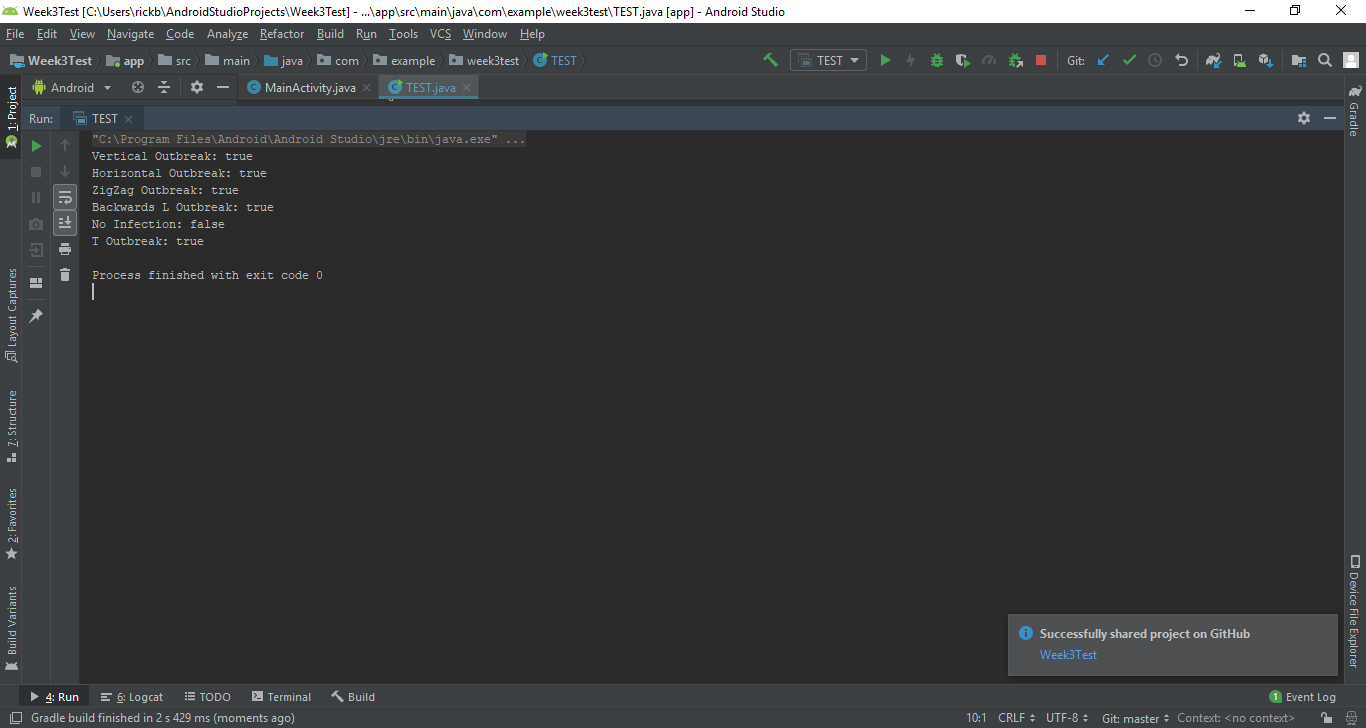 Week3Test [C:\Users\rickb\AndroidStudioProjects\Week3Test] - ...\app\src\main\java\com\example\week3test\TEST.java [app] - Android Studio
File Edit View Navigate Code Analyze Refactor Build Run Tools VCS Window Help
Week3Test app src main java com example week3test TEST TEST Git:
Android MainActivity.java TEST.java
Run: TEST
"C:\Program Files\Android\Android Studio\jre\bin\java.exe" ...
Vertical Outbreak: true
Horizontal Outbreak: true
ZigZag Outbreak: true
Backwards L Outbreak: true
No Infection: false
T Outbreak: true
Process finished with exit code 0
1: Project
Layout Captures
7: Structure
2: Favorites
Build Variants
Gradle
Device File Explorer
Successfully shared project on GitHub
Week3Test
4: Run 6: Logcat TODO Terminal Build 1 Event Log
Gradle build finished in 2 s 429 ms (moments ago) 10:1 CRLF UTF-8 Git: master Context: <no context>